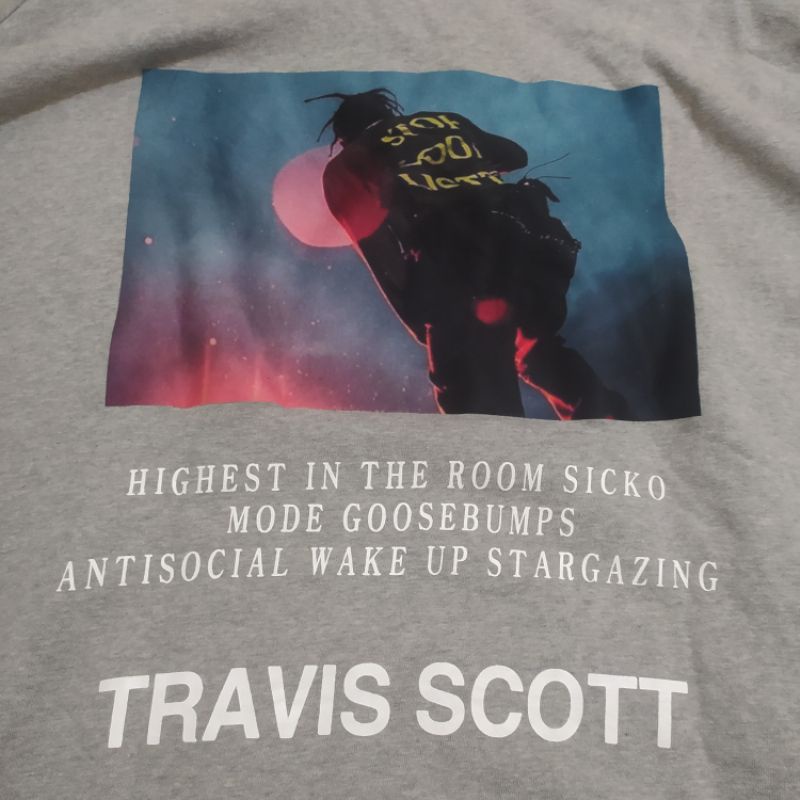 HIGHEST IN THE ROOM SICKO
MODE GOOSEBUMPS
ANTISOCIAL WAKE UP STARGAZING
TRAVIS SCOTT